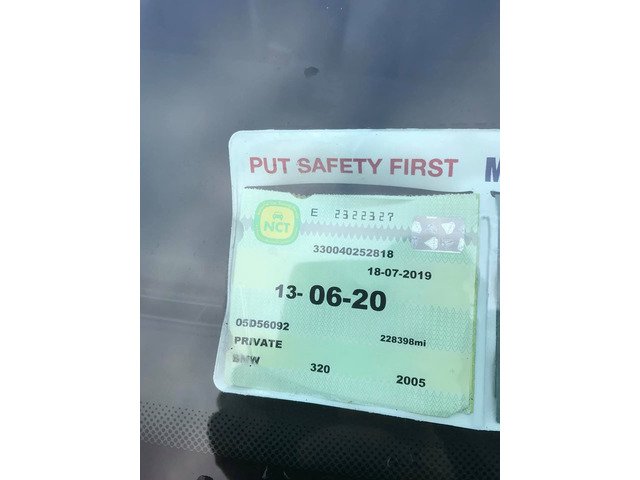 PUT SAFETY FIRST M
NCT
E 2322327
330040252818
18-07-2019
13- 06-20
05D56092
228398mi
PRIVATE
BMW
320
2005